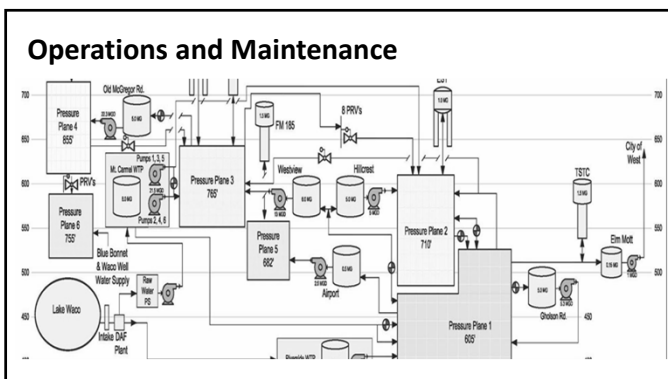 Operations and Maintenance
700
650
600
550
500
450
Pressure
Plane 4
855'
Old McGregor Rd.
5.0 MG
PRV's
Pressure
Plane 6
755'
Pumps 1, 3, 5
Mt. Carmel WTP
Pumps 2, 4, 6
Blue Bonnet
& Waco Well
Water Supply
Raw
Water
PS
Lake Waco
Intake
DAF
Plant
Pressure Plane 3
765'
FM 185
8 PRV's
Westview
Hillcrest
Pressure
Plane 5
682'
Airport
Pressure Plane 2
710'
Pressure Plane 1
605'
TSTC
City of
West
Elm Mott
Gholson Rd.
700
650
600
550
500
450